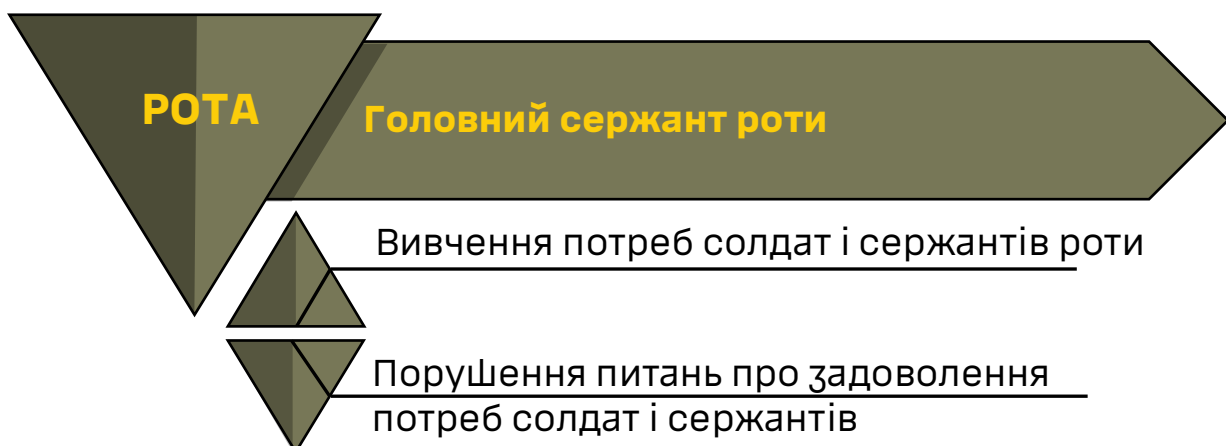 РОТА
Головний сержант роти
Вивчення потреб солдат і сержантів роти
Порушення питань про задоволення
потреб солдат і сержантів